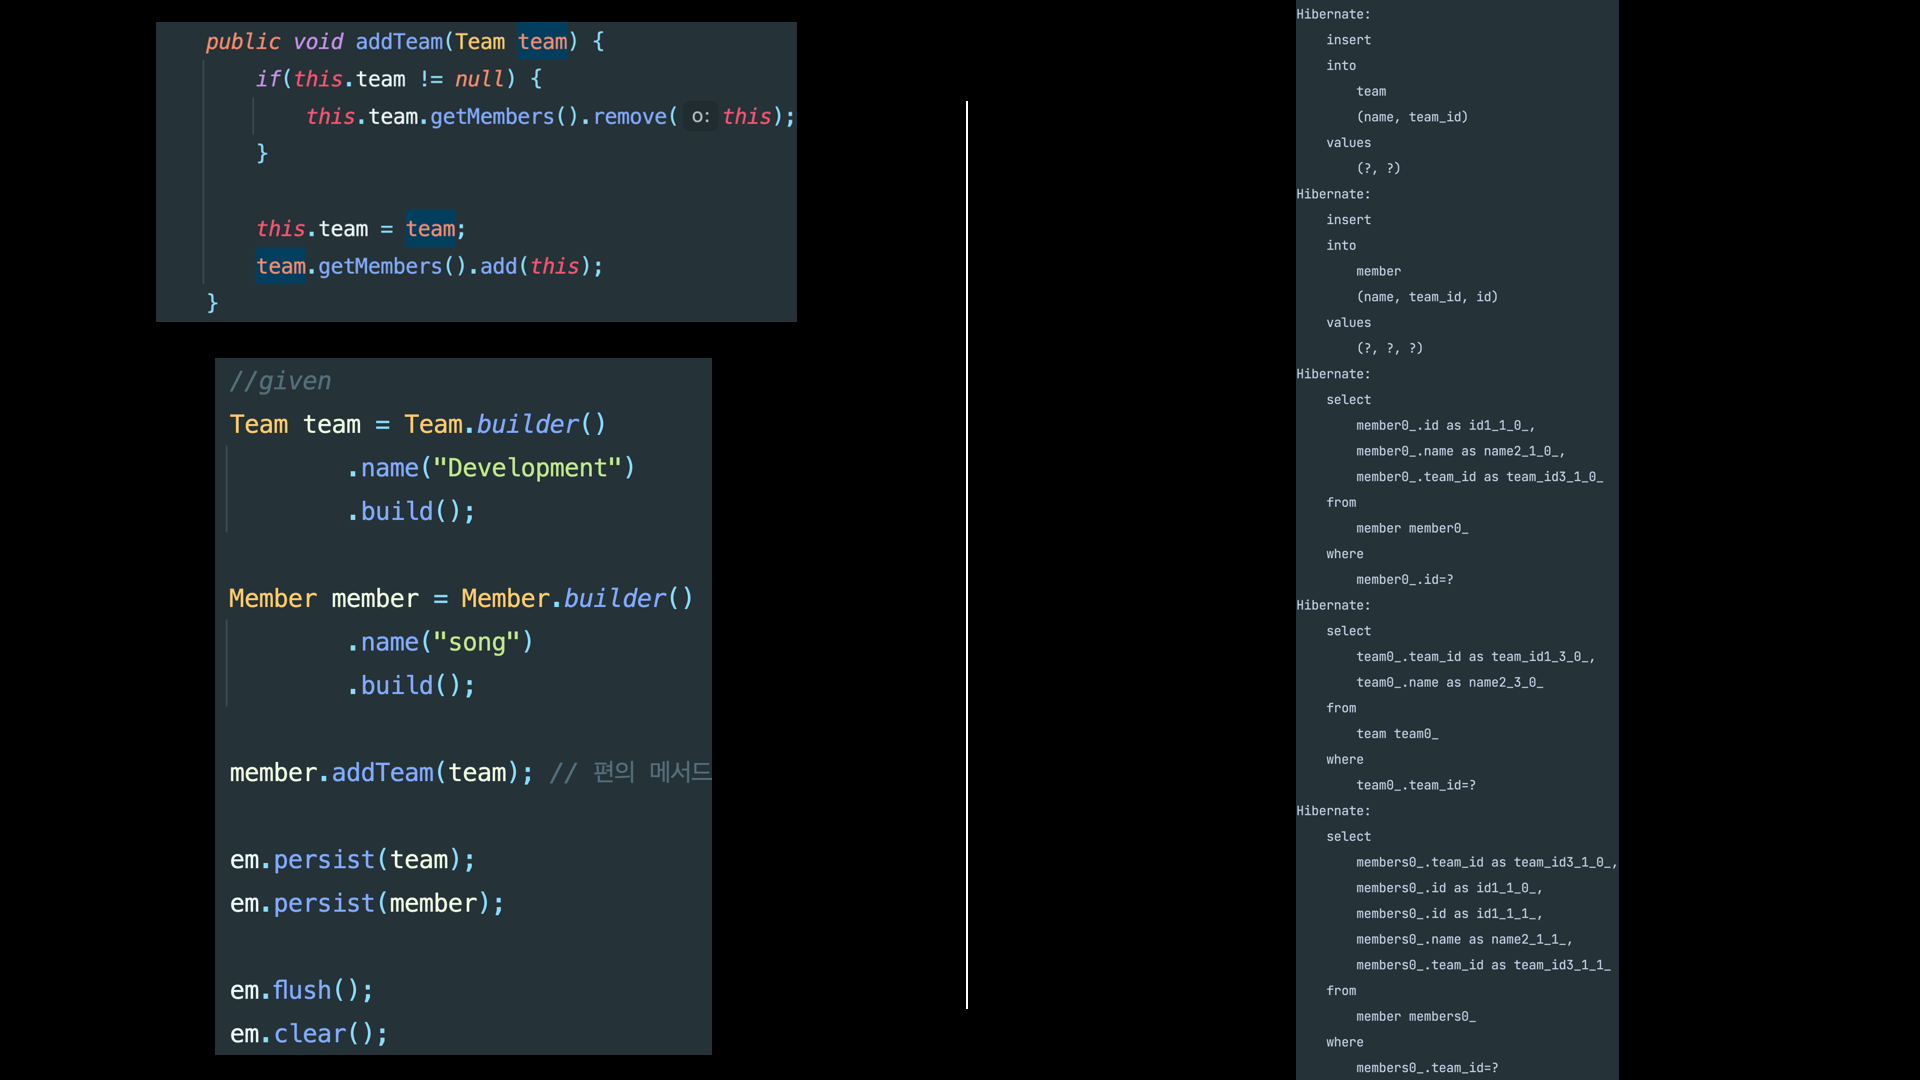 public void addTeam(Team team) {
    if(this.team != null) {
        this.team.getMembers().remove( o: this);
    }

    this.team = team;
    team.getMembers().add(this);
}
//given
Team team = Team.builder()
        .name("Development")
        .build();

Member member = Member.builder()
        .name("song")
        .build();

member.addTeam(team); // 편의 메서드

em.persist(team);
em.persist(member);

em.flush();
em.clear();
Hibernate:
    insert
    into
        team
        (name, team_id)
    values
        (?, ?)
Hibernate:
    insert
    into
        member
        (name, team_id, id)
    values
        (?, ?, ?)
Hibernate:
    select
        member0_.id as id1_1_0_,
        member0_.name as name2_1_0_,
        member0_.team_id as team_id3_1_0_
    from
        member member0_
    where
        member0_.id=?
Hibernate:
    select
        team0_.team_id as team_id1_3_0_,
        team0_.name as name2_3_0_
    from
        team team0_
    where
        team0_.team_id=?
Hibernate:
    select
        members0_.team_id as team_id3_1_0_,
        members0_.id as id1_1_0_,
        members0_.id as id1_1_1_,
        members0_.name as name2_1_1_,
        members0_.team_id as team_id3_1_1_
    from
        member members0_
    where
        members0_.team_id=?